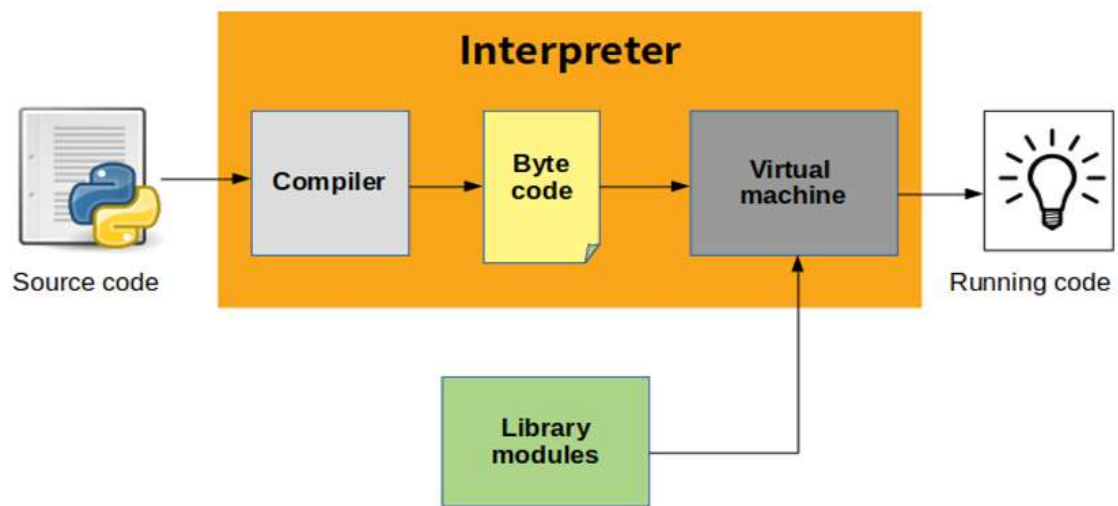 Interpreter
Compiler
Byte
code
Virtual
machine
Source code
Running code
Library
modules